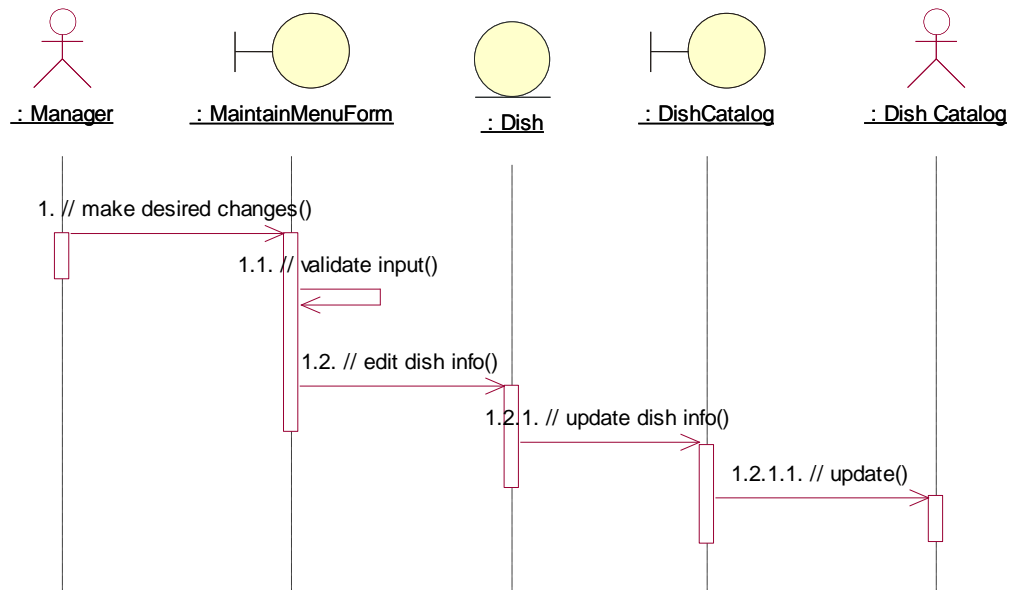 : Manager
: MaintainMenuForm
: Dish
: DishCatalog
: Dish Catalog
1. // make desired changes()
1.1. // validate input()
1.2. // edit dish info()
1.2.1. // update dish info()
1.2.1.1. // update()